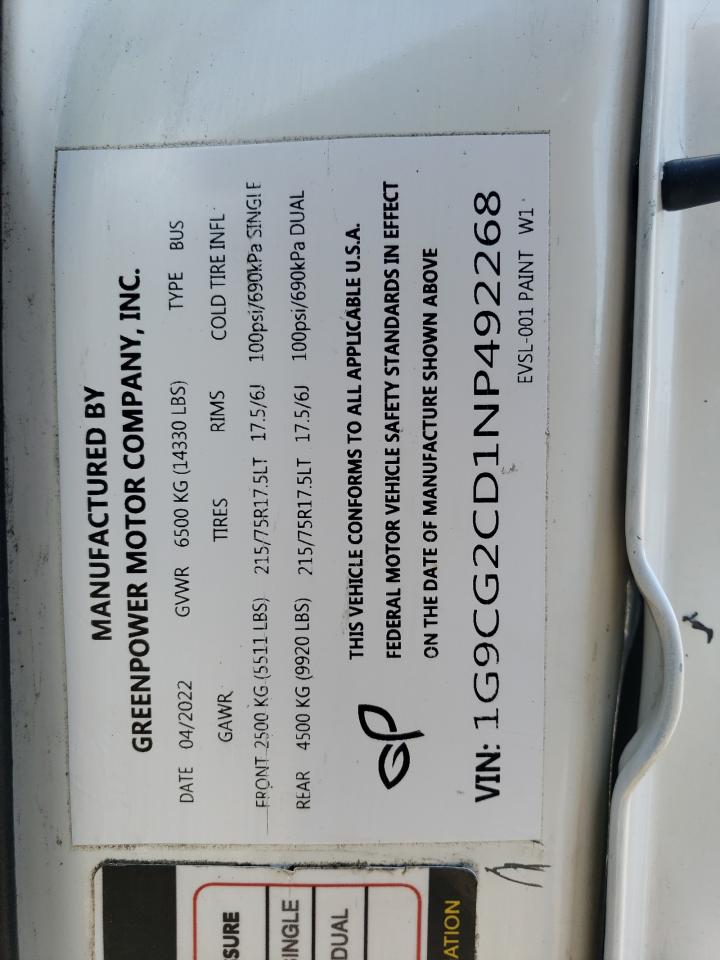 MANUFACTURED BY
GREENPOWER MOTOR COMPANY, INC.
DATE 04/2022 GVWR 6500 KG (14330 LBS) TYPE BUS
GAWR TIRES RIMS COLD TIRE INFL
FRONT 2500 KG (5511 LBS) 215/75R17.5LT 17.5/6J 100psi/690kPa SINGLE
REAR 4500 KG (9920 LBS) 215/75R17.5LT 17.5/6J 100psi/690kPa DUAL
THIS VEHICLE CONFORMS TO ALL APPLICABLE U.S.A.
FEDERAL MOTOR VEHICLE SAFETY STANDARDS IN EFFECT
ON THE DATE OF MANUFACTURE SHOWN ABOVE
GP
VIN: 1G9CG2CD1NP492268
EVSL-001 PAINT W1
SURE
INGLE
DUAL
ATION